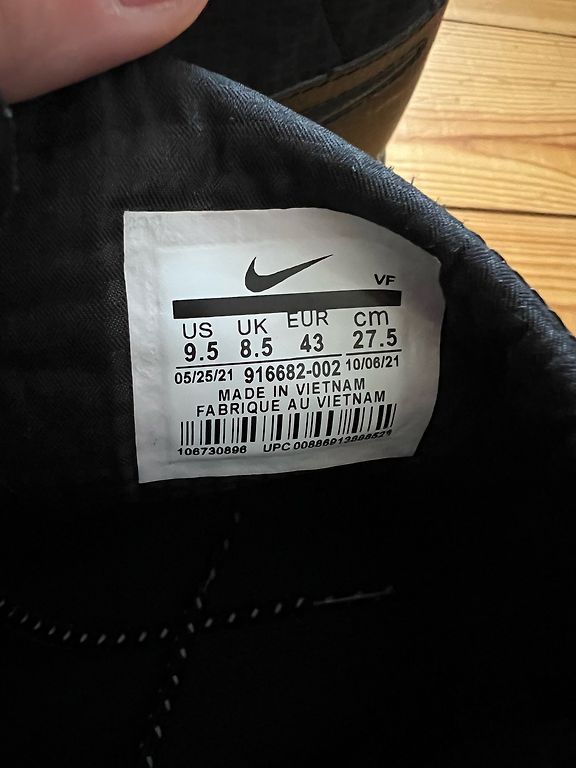 VF
US UK EUR cm
9.5 8.5 43 27.5
05/25/21 916682-002 10/06/21
MADE IN VIETNAM
FABRIQUE AU VIETNAM
106730896 UPC